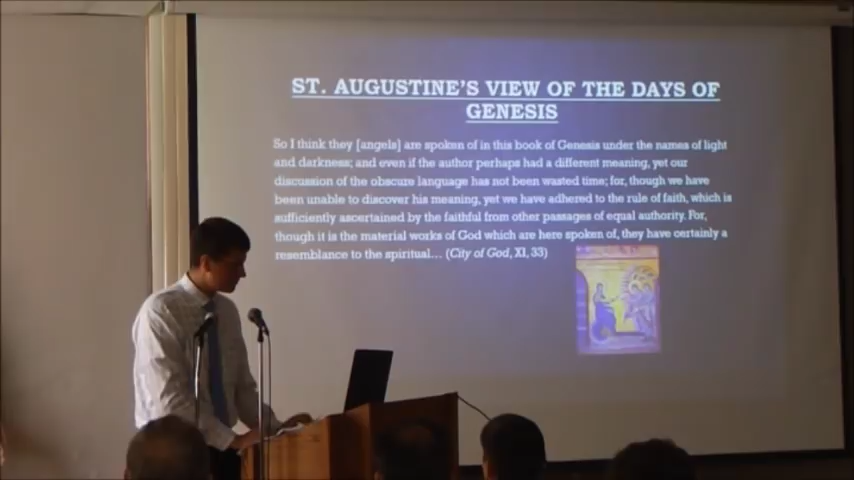 ST. AUGUSTINE'S VIEW OF THE DAYS OF
GENESIS
So I think they [angels] are spoken of in this book of Genesis under the names of light
and darkness; and even if the author perhaps had a different meaning, yet our
discussion of the obscure language has not been wasted time; for, though we have
been unable to discover his meaning, yet we have adhered to the rule of faith, which is
sufficiently ascertained by the faithful from other passages of equal authority. For,
though it is the material works of God which are here spoken of, they have certainly a
resemblance to the spiritual... (City of God, XI, 33)